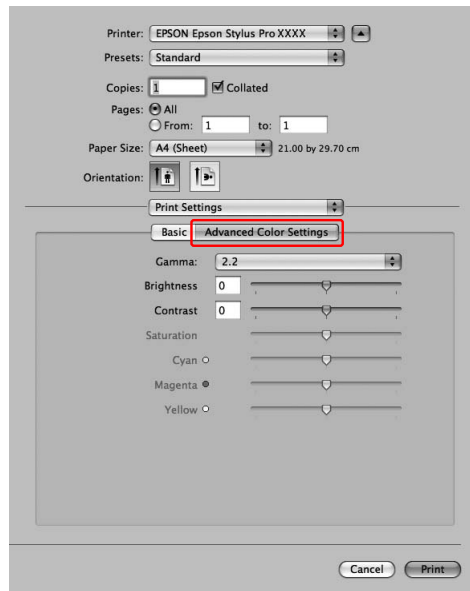 Printer: EPSON Epson Stylus Pro XXXX
Presets: Standard
Copies: 1 Collated
Pages: All
From: 1 to: 1
Paper Size: A4 (Sheet) 21.00 by 29.70 cm
Orientation:
Print Settings
Basic Advanced Color Settings
Gamma: 2.2
Brightness 0
Contrast 0
Saturation
Cyan
Magenta
Yellow
Cancel Print